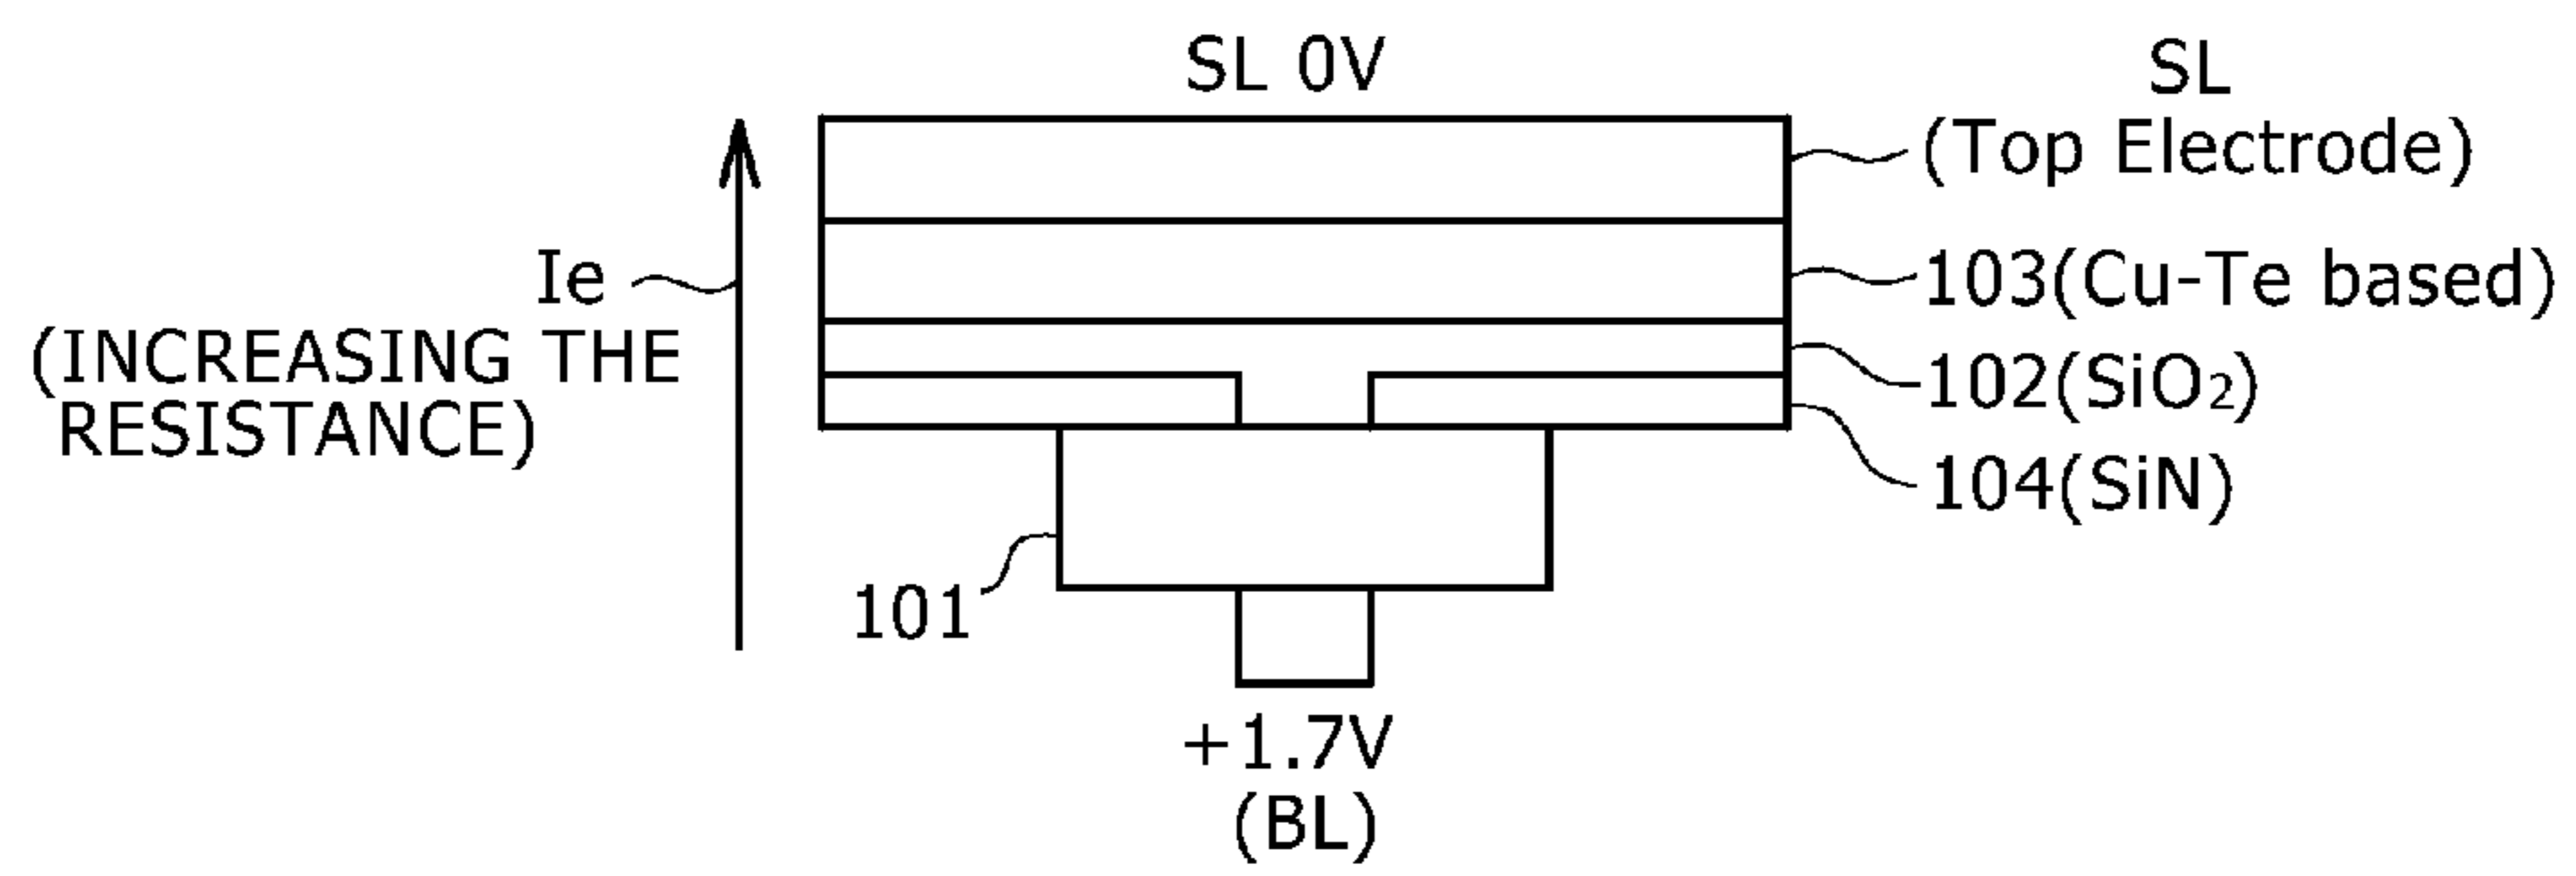 SL 0V
SL
(Top Electrode)
Ie
(INCREASING THE
RESISTANCE)
103(Cu-Te based)
102(SiO₂)
104(SiN)
101
+1.7V
(BL)